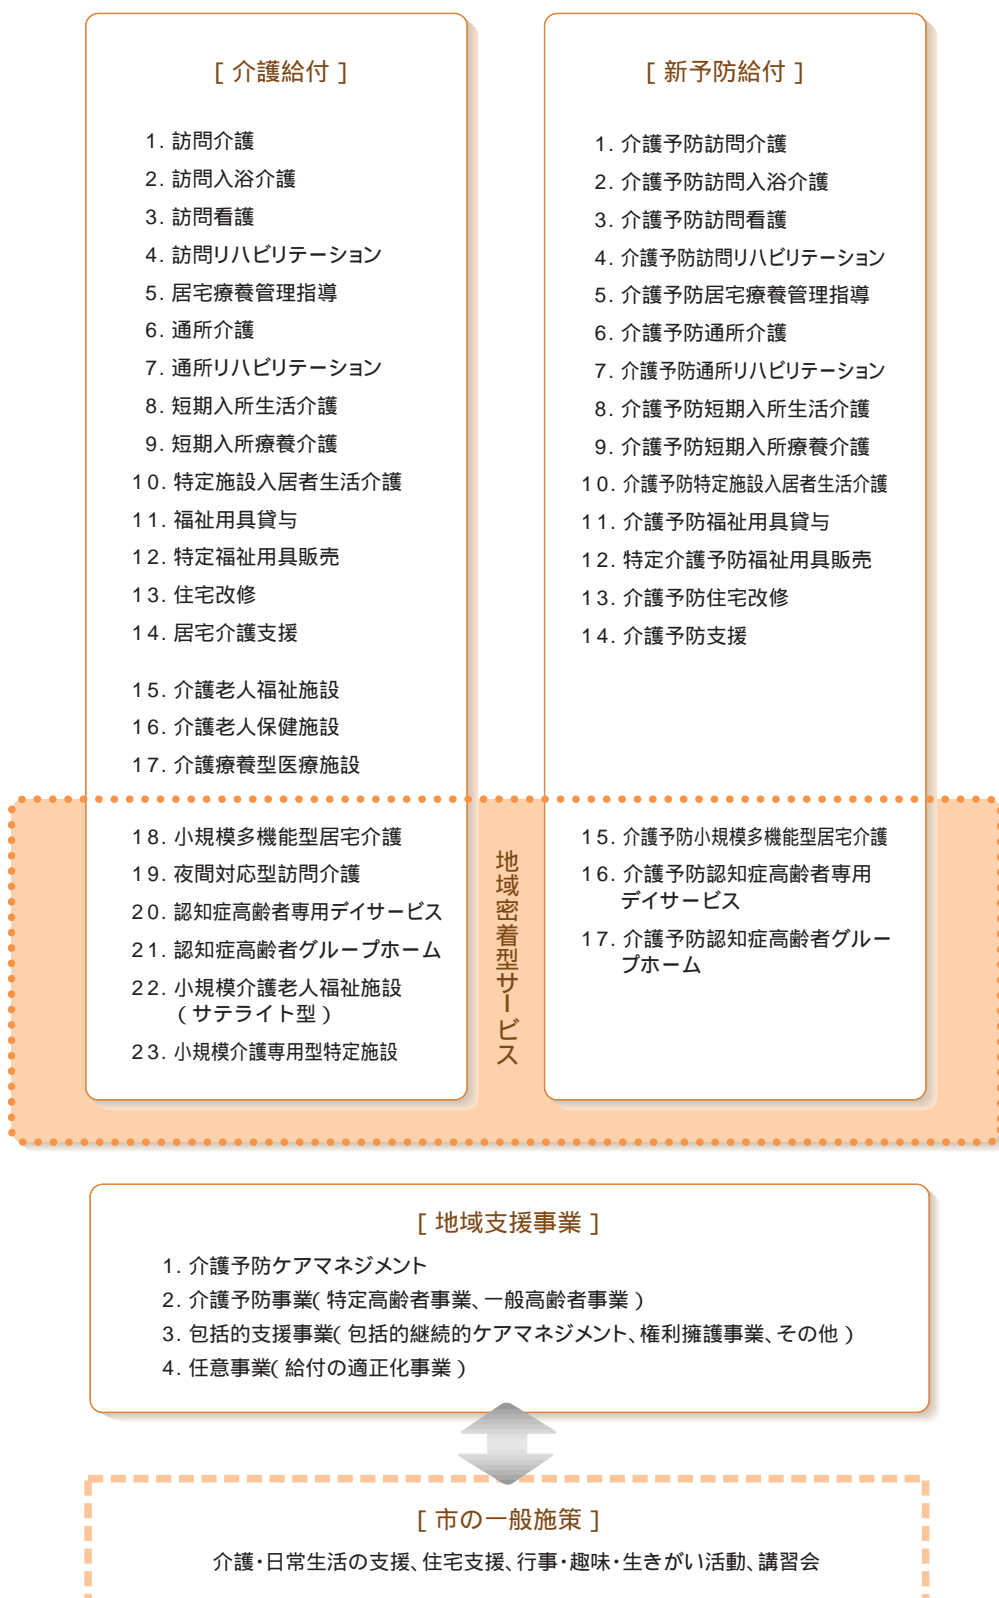 [ 介護給付 ]
1. 訪問介護
2. 訪問入浴介護
3. 訪問看護
4. 訪問リハビリテーション
5. 居宅療養管理指導
6. 通所介護
7. 通所リハビリテーション
8. 短期入所生活介護
9. 短期入所療養介護
10. 特定施設入居者生活介護
11. 福祉用具貸与
12. 特定福祉用具販売
13. 住宅改修
14. 居宅介護支援
15. 介護老人福祉施設
16. 介護老人保健施設
17. 介護療養型医療施設
18. 小規模多機能型居宅介護
19. 夜間対応型訪問介護
20. 認知症高齢者専用デイサービス
21. 認知症高齢者グループホーム
22. 小規模介護老人福祉施設
( サテライト型 )
23. 小規模介護専用型特定施設
地域密着型サービス
[ 新予防給付 ]
1. 介護予防訪問介護
2. 介護予防訪問入浴介護
3. 介護予防訪問看護
4. 介護予防訪問リハビリテーション
5. 介護予防居宅療養管理指導
6. 介護予防通所介護
7. 介護予防通所リハビリテーション
8. 介護予防短期入所生活介護
9. 介護予防短期入所療養介護
10. 介護予防特定施設入居者生活介護
11. 介護予防福祉用具貸与
12. 特定介護予防福祉用具販売
13. 介護予防住宅改修
14. 介護予防支援
15. 介護予防小規模多機能型居宅介護
16. 介護予防認知症高齢者専用
デイサービス
17. 介護予防認知症高齢者グルー
プホーム
[ 地域支援事業 ]
1. 介護予防ケアマネジメント
2. 介護予防事業( 特定高齢者事業、一般高齢者事業 )
3. 包括的支援事業( 包括的継続的ケアマネジメント、権利擁護事業、その他 )
4. 任意事業( 給付の適正化事業 )
[ 市の一般施策 ]
介護・日常生活の支援、住宅支援、行事・趣味・生きがい活動、講習会